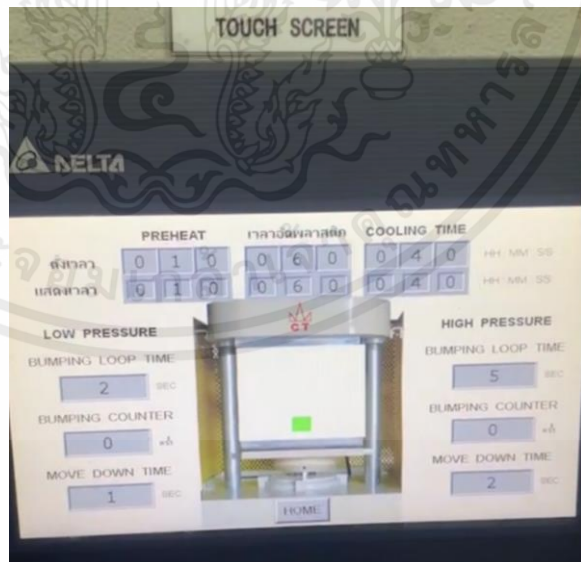 TOUCH SCREEN
DELTA
PREHEAT เวลาอัดพลาสติก COOLING TIME
ตั้งเวลา 0 1 0 0 6 0 0 4 0 HH MM SS
แสดงเวลา 0 1 0 0 6 0 0 4 0 HH MM SS
CT
LOW PRESSURE
BUMPING LOOP TIME
2 SEC
BUMPING COUNTER
0 ครั้ง
MOVE DOWN TIME
1 SEC
HIGH PRESSURE
BUMPING LOOP TIME
5 SEC
BUMPING COUNTER
0 ครั้ง
MOVE DOWN TIME
2 SEC
HOME